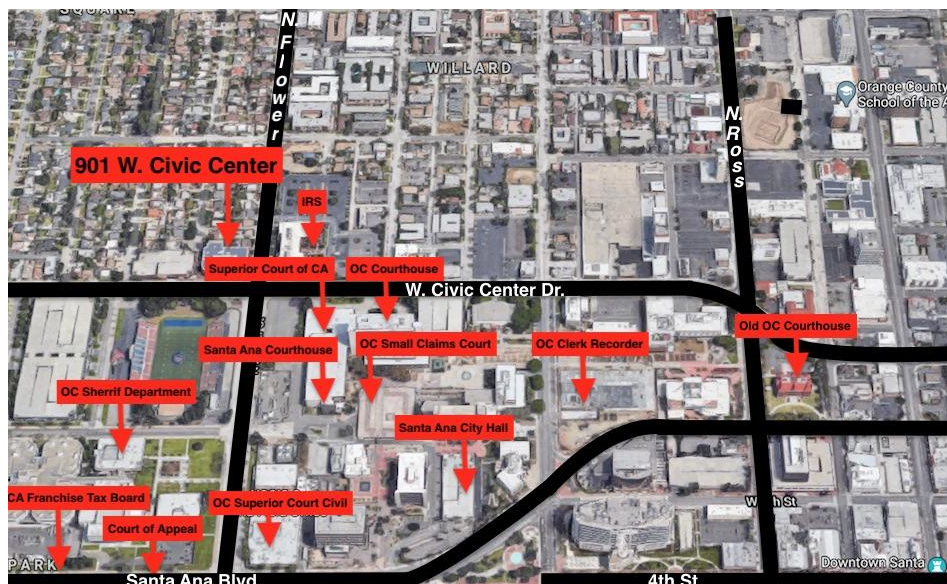 SQUARE
N. Flower
WILLARD
N. Ross
Orange County
School of the A
901 W. Civic Center
IRS
Superior Court of CA
OC Courthouse
W. Civic Center Dr.
Old OC Courthouse
Santa Ana Courthouse
OC Small Claims Court
OC Clerk Recorder
OC Sherrif Department
Santa Ana City Hall
CA Franchise Tax Board
OC Superior Court Civil
W th St
Court of Appeal
PARK
Downtown Santa
Santa Ana Blvd
4th St